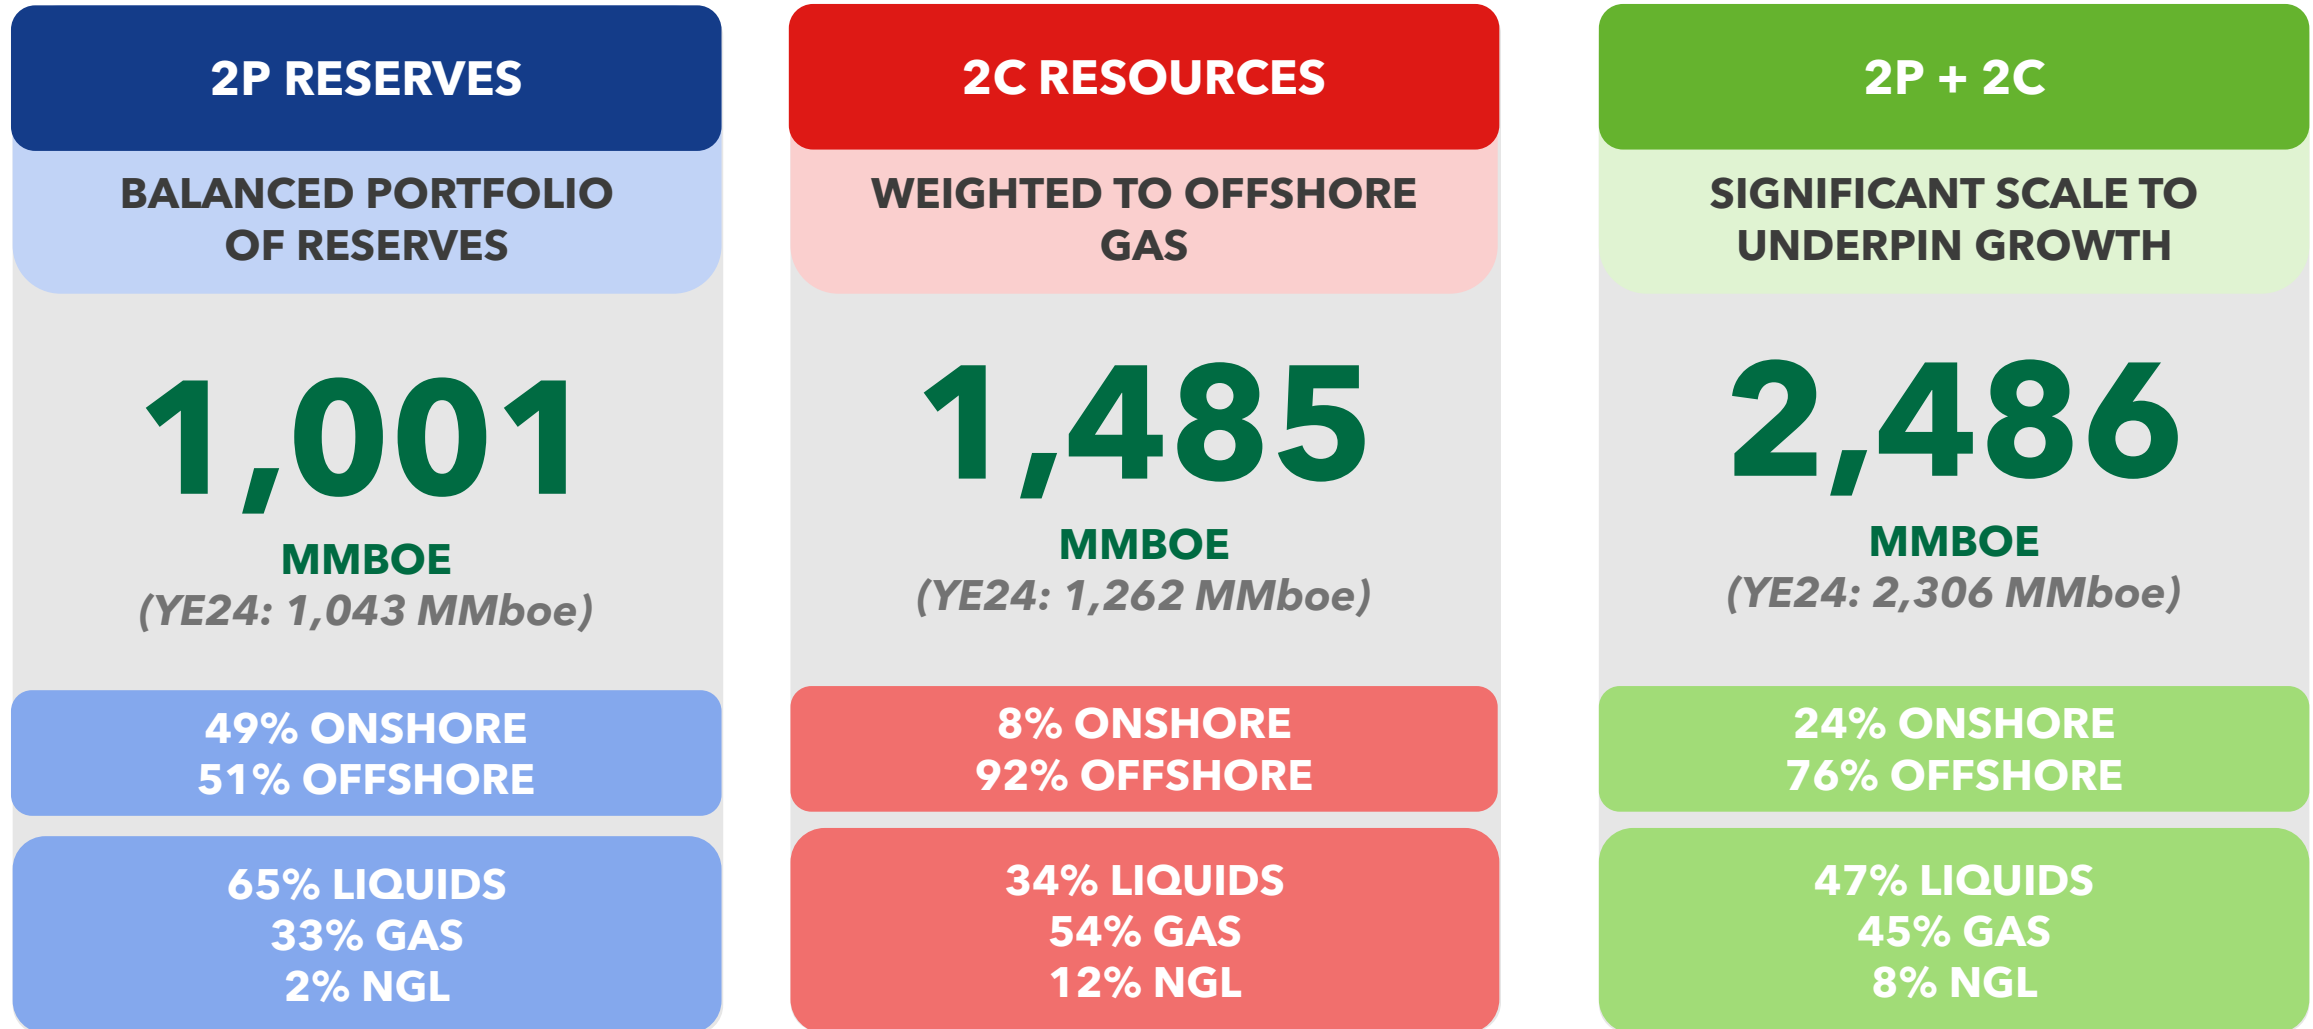 2P RESERVES
BALANCED PORTFOLIO
OF RESERVES
1,001
MMBOE
(YE24: 1,043 MMboe)
49% ONSHORE
51% OFFSHORE
65% LIQUIDS
33% GAS
2% NGL
2C RESOURCES
WEIGHTED TO OFFSHORE
GAS
1,485
MMBOE
(YE24: 1,262 MMboe)
8% ONSHORE
92% OFFSHORE
34% LIQUIDS
54% GAS
12% NGL
2P + 2C
SIGNIFICANT SCALE TO
UNDERPIN GROWTH
2,486
MMBOE
(YE24: 2,306 MMboe)
24% ONSHORE
76% OFFSHORE
47% LIQUIDS
45% GAS
8% NGL